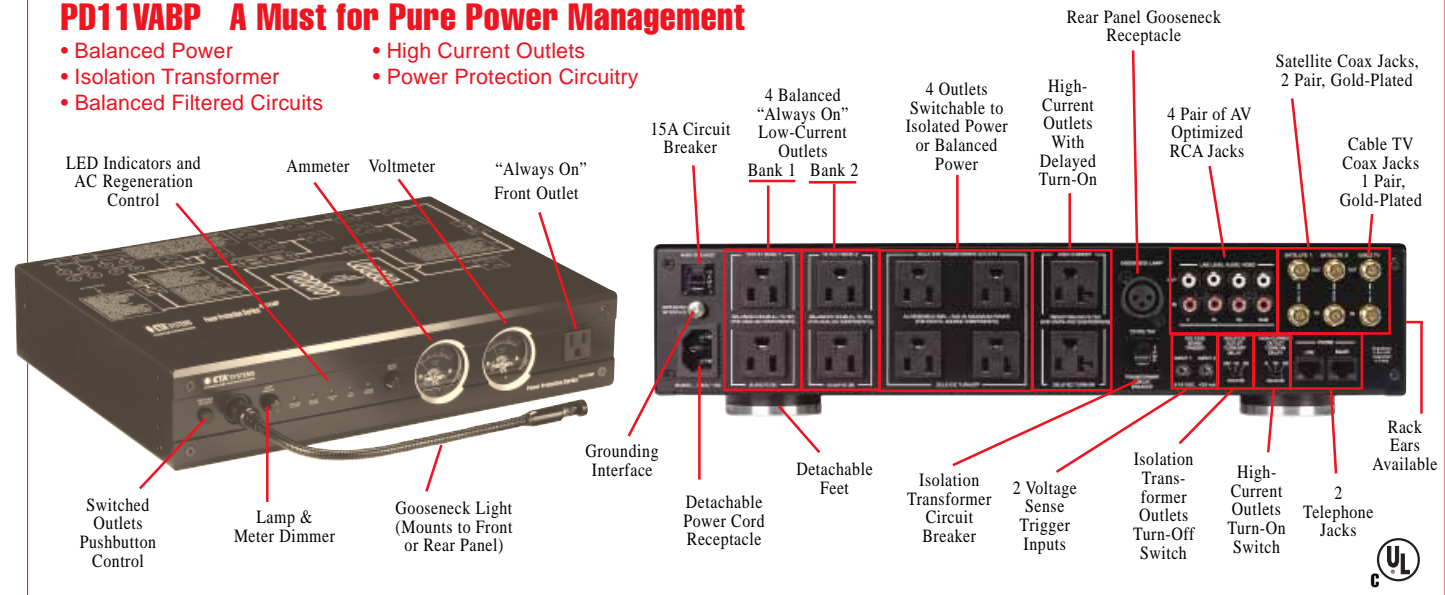 PD11VABP A Must for Pure Power Management
• Balanced Power
• Isolation Transformer
• Balanced Filtered Circuits
• High Current Outlets
• Power Protection Circuitry
LED Indicators and
AC Regeneration
Control
Ammeter
Voltmeter
"Always On"
Front Outlet
15A Circuit
Breaker
4 Balanced
"Always On"
Low-Current
Outlets
Bank 1 Bank 2
4 Outlets
Switchable to
Isolated Power
or Balanced
Power
High-
Current
Outlets
With
Delayed
Turn-On
Rear Panel Gooseneck
Receptacle
4 Pair of AV
Optimized
RCA Jacks
Satellite Coax Jacks,
2 Pair, Gold-Plated
Cable TV
Coax Jacks
1 Pair,
Gold-Plated
Switched
Outlets
Pushbutton
Control
Lamp &
Meter Dimmer
Gooseneck Light
(Mounts to Front
or Rear Panel)
Grounding
Interface
Detachable
Power Cord
Receptacle
Detachable
Feet
Isolation
Transformer
Circuit
Breaker
2 Voltage
Sense
Trigger
Inputs
Isolation
Trans-
former
Outlets
Turn-Off
Switch
High-
Current
Outlets
Turn-On
Switch
2
Telephone
Jacks
Rack
Ears
Available
C UL ®